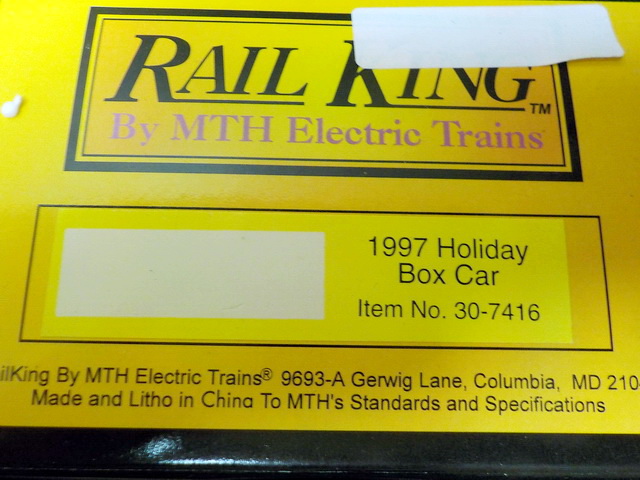 RAIL KING™
By MTH Electric Trains
1997 Holiday
Box Car
Item No. 30-7416
ilKing By MTH Electric Trains® 9693-A Gerwig Lane, Columbia, MD 210
Made and Litho in China To MTH's Standards and Specifications